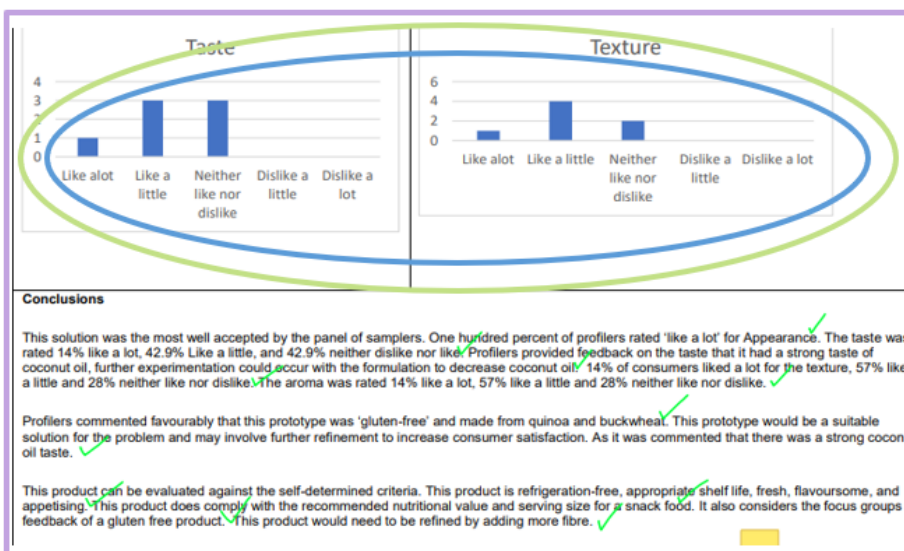 Taste
Texture
4
3
2
1
0
Like alot
Like a little
Neither like nor dislike
Dislike a little
Dislike a lot
6
4
2
0
Like alot
Like a little
Neither like nor dislike
Dislike a little
Dislike a lot
Conclusions
This solution was the most well accepted by the panel of samplers. One hundred percent of profilers rated 'like a lot' for Appearance. The taste was
rated 14% like a lot, 42.9% Like a little, and 42.9% neither dislike nor like. Profilers provided feedback on the taste that it had a strong taste of
coconut oil, further experimentation could occur with the formulation to decrease coconut oil. 14% of consumers liked a lot for the texture, 57% like
a little and 28% neither like nor dislike. The aroma was rated 14% like a lot, 57% like a little and 28% neither like nor dislike.
Profilers commented favourably that this prototype was 'gluten-free' and made from quinoa and buckwheat. This prototype would be a suitable
solution for the problem and may involve further refinement to increase consumer satisfaction. As it was commented that there was a strong cocon
oil taste.
This product can be evaluated against the self-determined criteria. This product is refrigeration-free, appropriate shelf life, fresh, flavoursome, and
appetising. This product does comply with the recommended nutritional value and serving size for a snack food. It also considers the focus groups
feedback of a gluten free product. This product would need to be refined by adding more fibre.